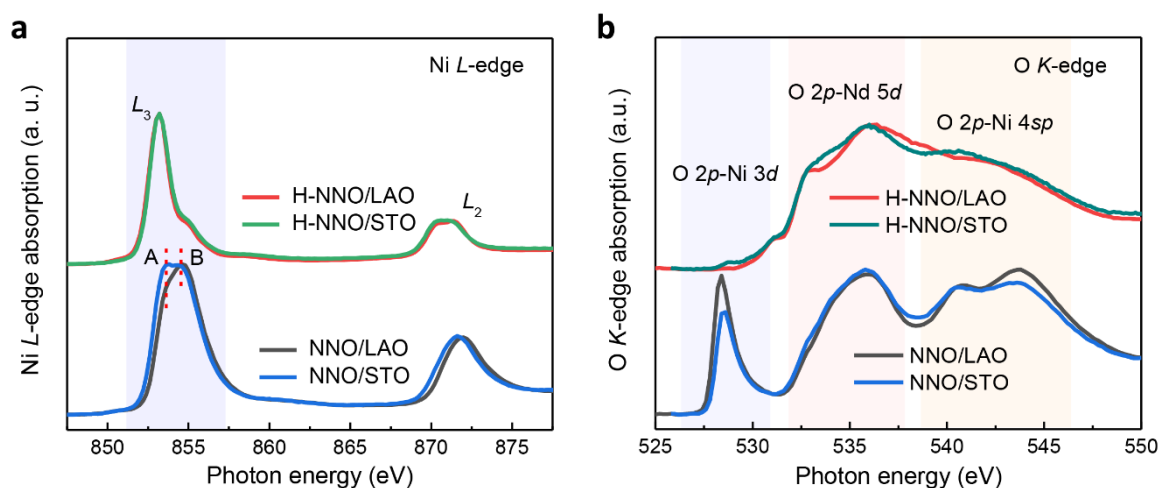 a
Ni L-edge absorption (a. u.)
Ni L-edge
L3
H-NNO/LAO
H-NNO/STO
L2
A
B
NNO/LAO
NNO/STO
850 855 860 865 870 875
Photon energy (eV)
b
O K-edge absorption (a.u.)
O K-edge
O 2p-Nd 5d
O 2p-Ni 4sp
O 2p-Ni 3d
H-NNO/LAO
H-NNO/STO
NNO/LAO
NNO/STO
525 530 535 540 545 550
Photon energy (eV)